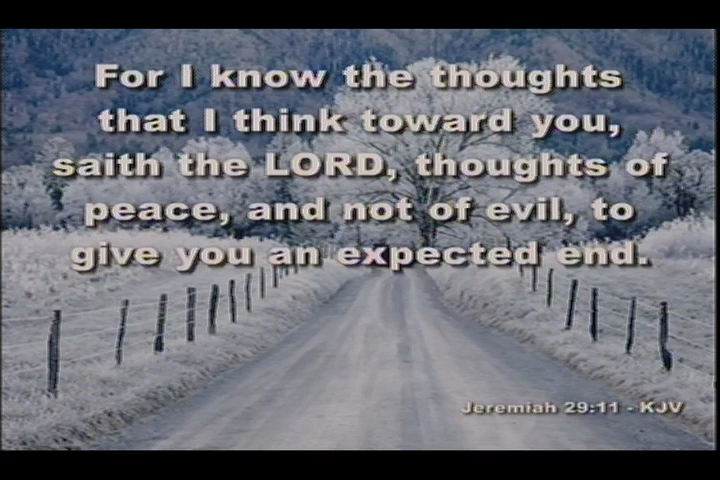 For I know the thoughts
that I think toward you,
saith the LORD, thoughts of
peace, and not of evil, to
give you an expected end.
Jeremiah 29:11 - KJV